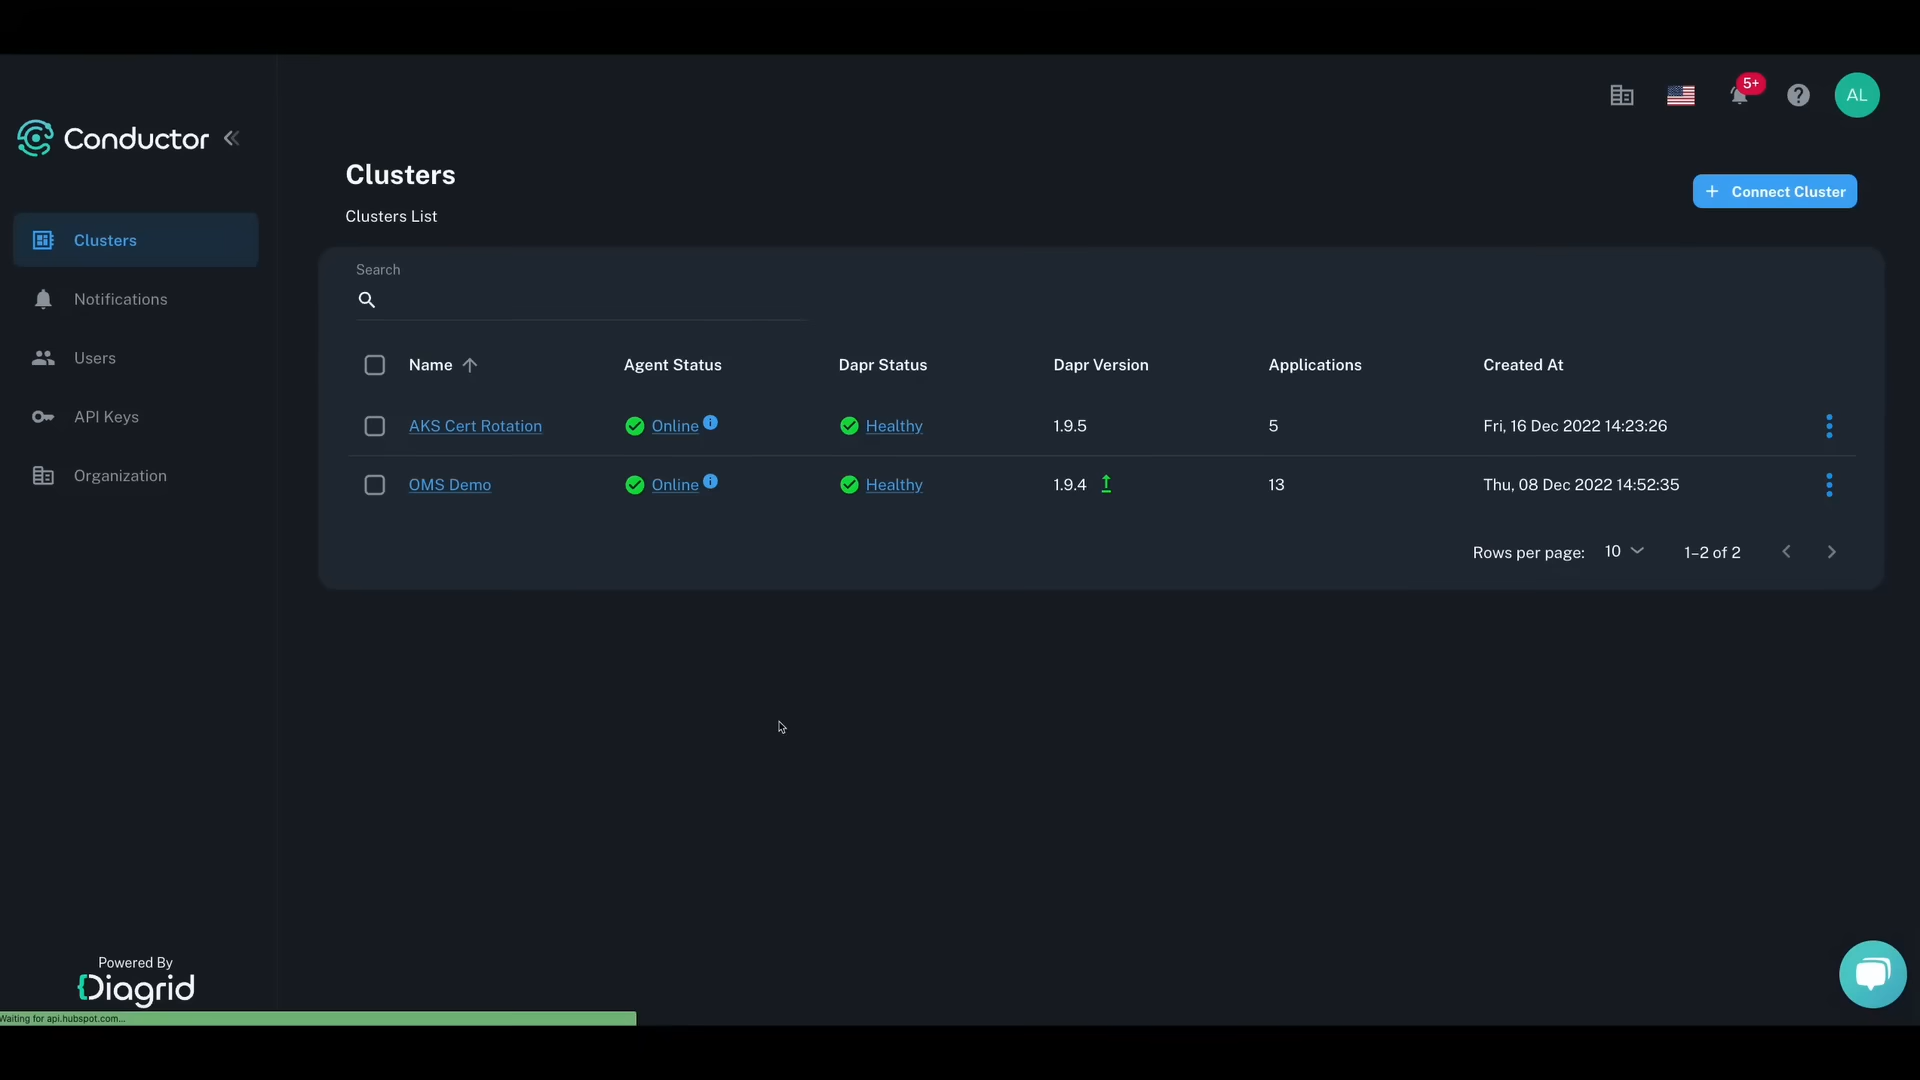 5+
AL
Conductor
Clusters
Connect Cluster
Clusters List
Clusters
Notifications
Users
API Keys
Organization
Search
Name Agent Status Dapr Status Dapr Version Applications Created At
AKS Cert Rotation Online Healthy 1.9.5 5 Fri, 16 Dec 2022 14:23:26
OMS Demo Online Healthy 1.9.4 13 Thu, 08 Dec 2022 14:52:35
Rows per page: 10 1–2 of 2
Powered By
Diagrid
Waiting for api.hubspot.com...